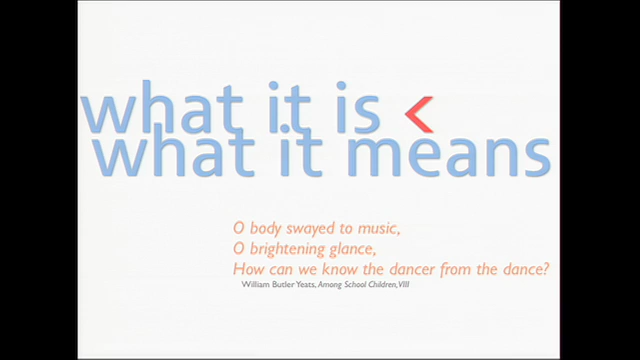 what it is <
what it means
O body swayed to music,
O brightening glance,
How can we know the dancer from the dance?
William Butler Yeats, Among School Children, VIII